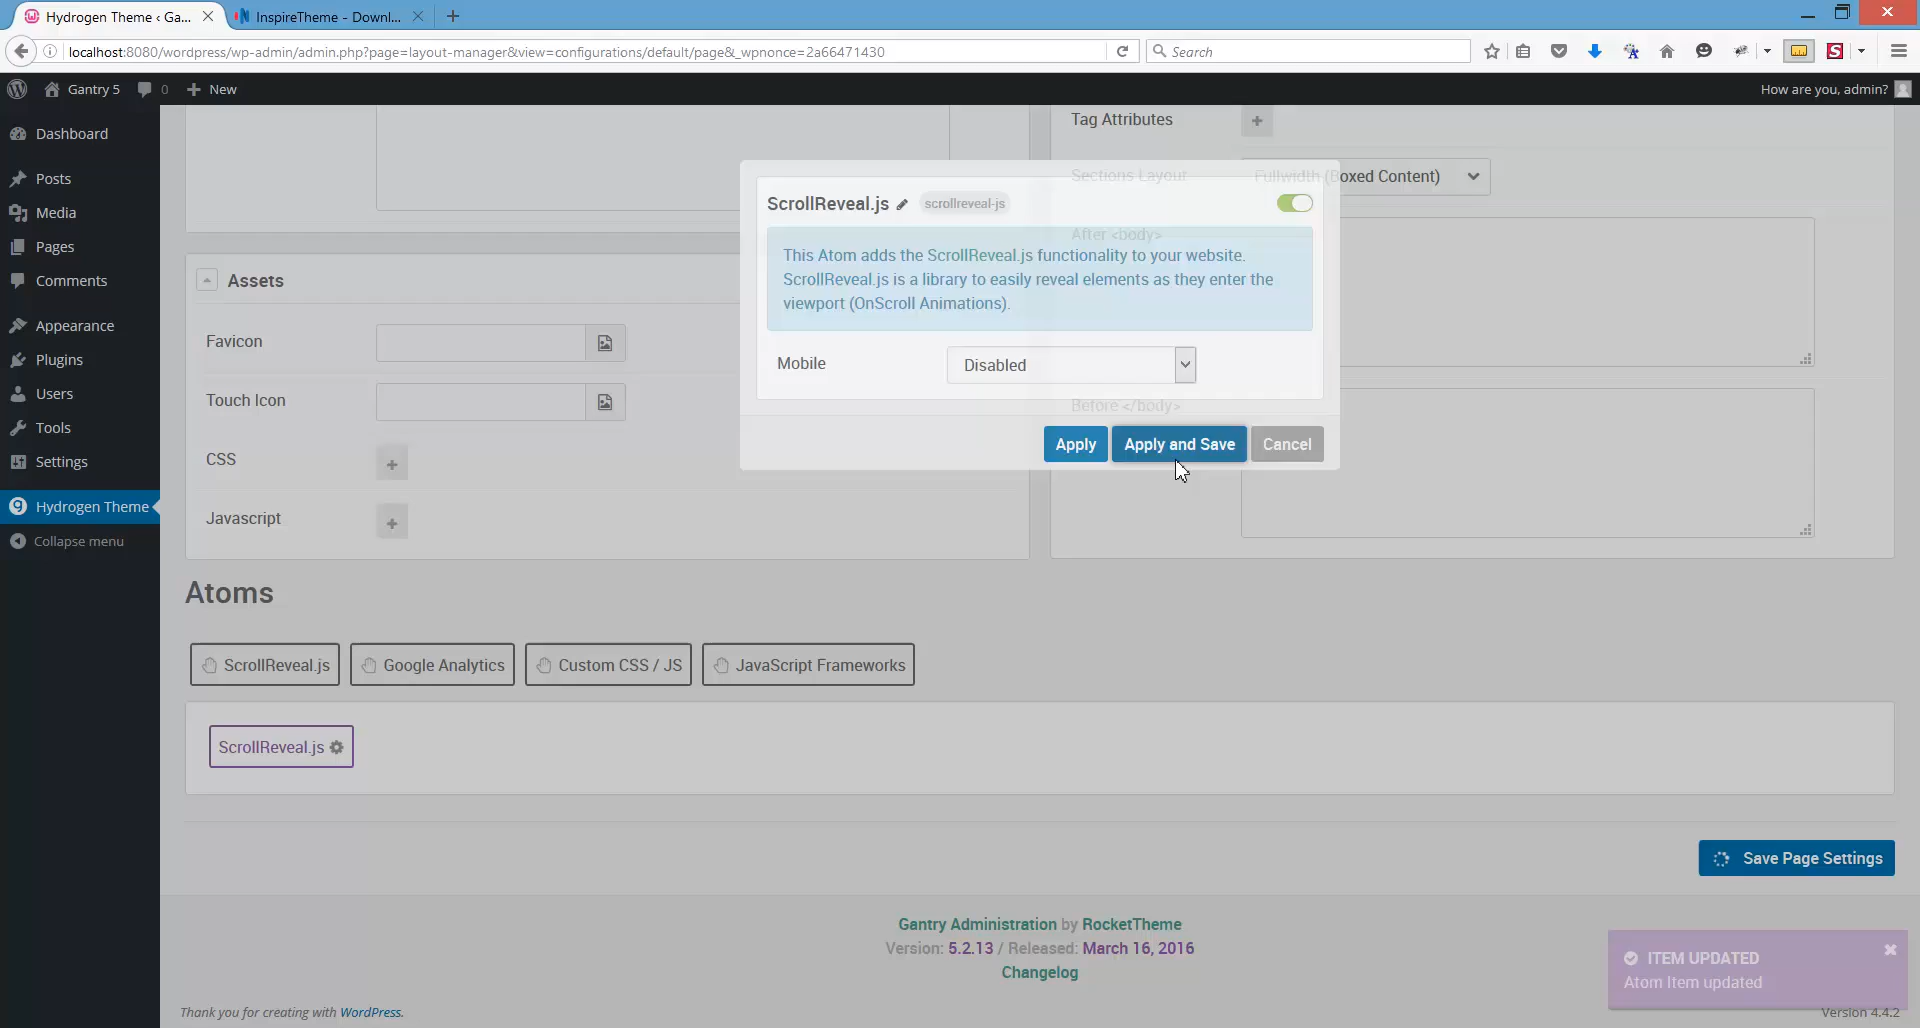 Hydrogen Theme ‹ Ga...
InspireTheme - Downl...
localhost:8080/wordpress/wp-admin/admin.php?page=layout-manager&view=configurations/default/page&_wpnonce=2a66471430
Search
Gantry 5
0
New
How are you, admin?
Dashboard
Posts
Media
Pages
Comments
Appearance
Plugins
Users
Tools
Settings
Hydrogen Theme
Collapse menu
Tag Attributes
Sections Layout
Fullwidth (Boxed Content)
After <body>
Before </body>
ScrollReveal.js
scrollreveal-js
This Atom adds the ScrollReveal.js functionality to your website.
ScrollReveal.js is a library to easily reveal elements as they enter the
viewport (OnScroll Animations).
Mobile
Disabled
Apply
Apply and Save
Cancel
Assets
Favicon
Touch Icon
CSS
Javascript
Atoms
ScrollReveal.js
Google Analytics
Custom CSS / JS
JavaScript Frameworks
ScrollReveal.js
Save Page Settings
Gantry Administration by RocketTheme
Version: 5.2.13 / Released: March 16, 2016
Changelog
ITEM UPDATED
Atom Item updated
Thank you for creating with WordPress.
Version 4.4.2